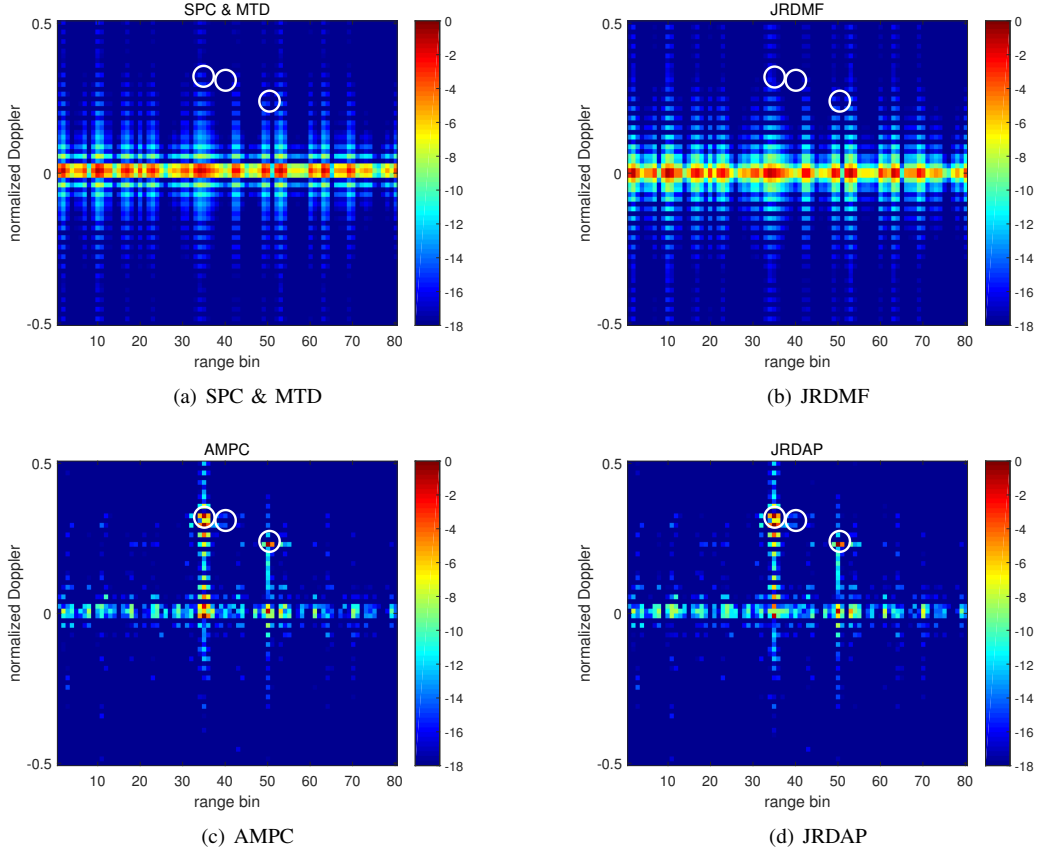 SPC & MTD
0.5
0
-0.5
normalized Doppler
10 20 30 40 50 60 70 80
range bin
0
-2
-4
-6
-8
-10
-12
-14
-16
-18
(a) SPC & MTD
JRDMF
0.5
0
-0.5
normalized Doppler
10 20 30 40 50 60 70 80
range bin
0
-2
-4
-6
-8
-10
-12
-14
-16
-18
(b) JRDMF
AMPC
0.5
0
-0.5
normalized Doppler
10 20 30 40 50 60 70 80
range bin
0
-2
-4
-6
-8
-10
-12
-14
-16
-18
(c) AMPC
JRDAP
0.5
0
-0.5
normalized Doppler
10 20 30 40 50 60 70 80
range bin
0
-2
-4
-6
-8
-10
-12
-14
-16
-18
(d) JRDAP